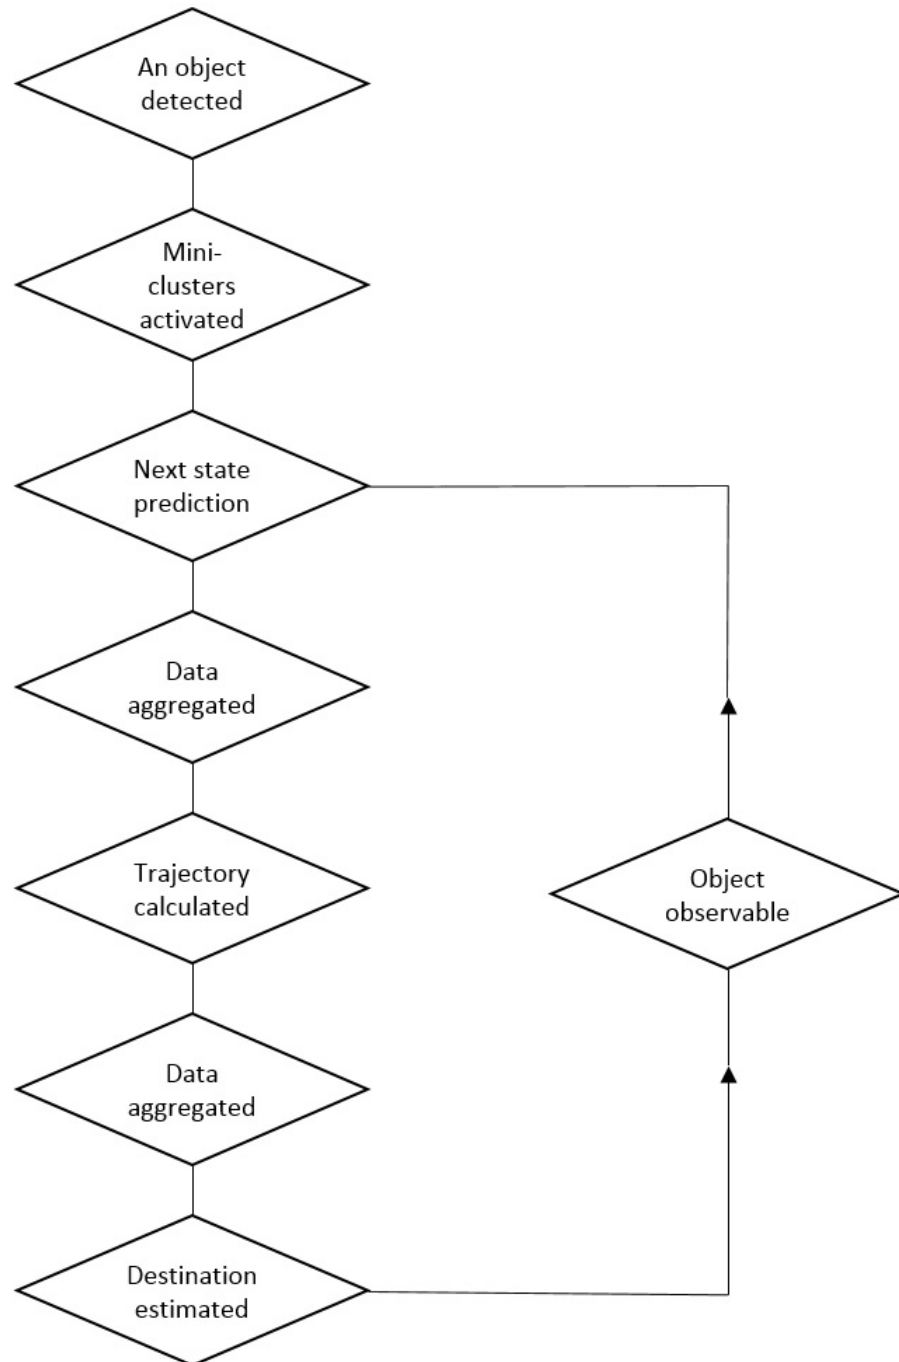 An object
detected
Mini-
clusters
activated
Next state
prediction
Data
aggregated
Trajectory
calculated
Object
observable
Data
aggregated
Destination
estimated